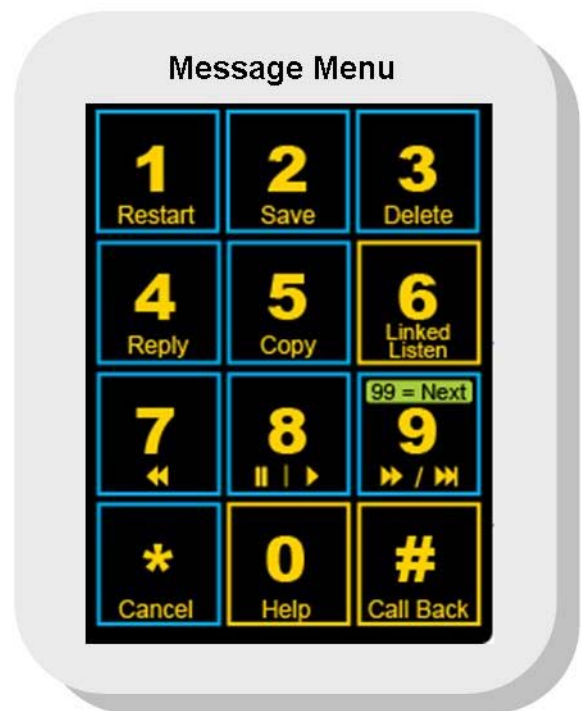 Message Menu
1 2 3
Restart Save Delete
4 5 6
Reply Copy Linked
Listen
99 = Next
7 8 9
/
* 0 #
Cancel Help Call Back